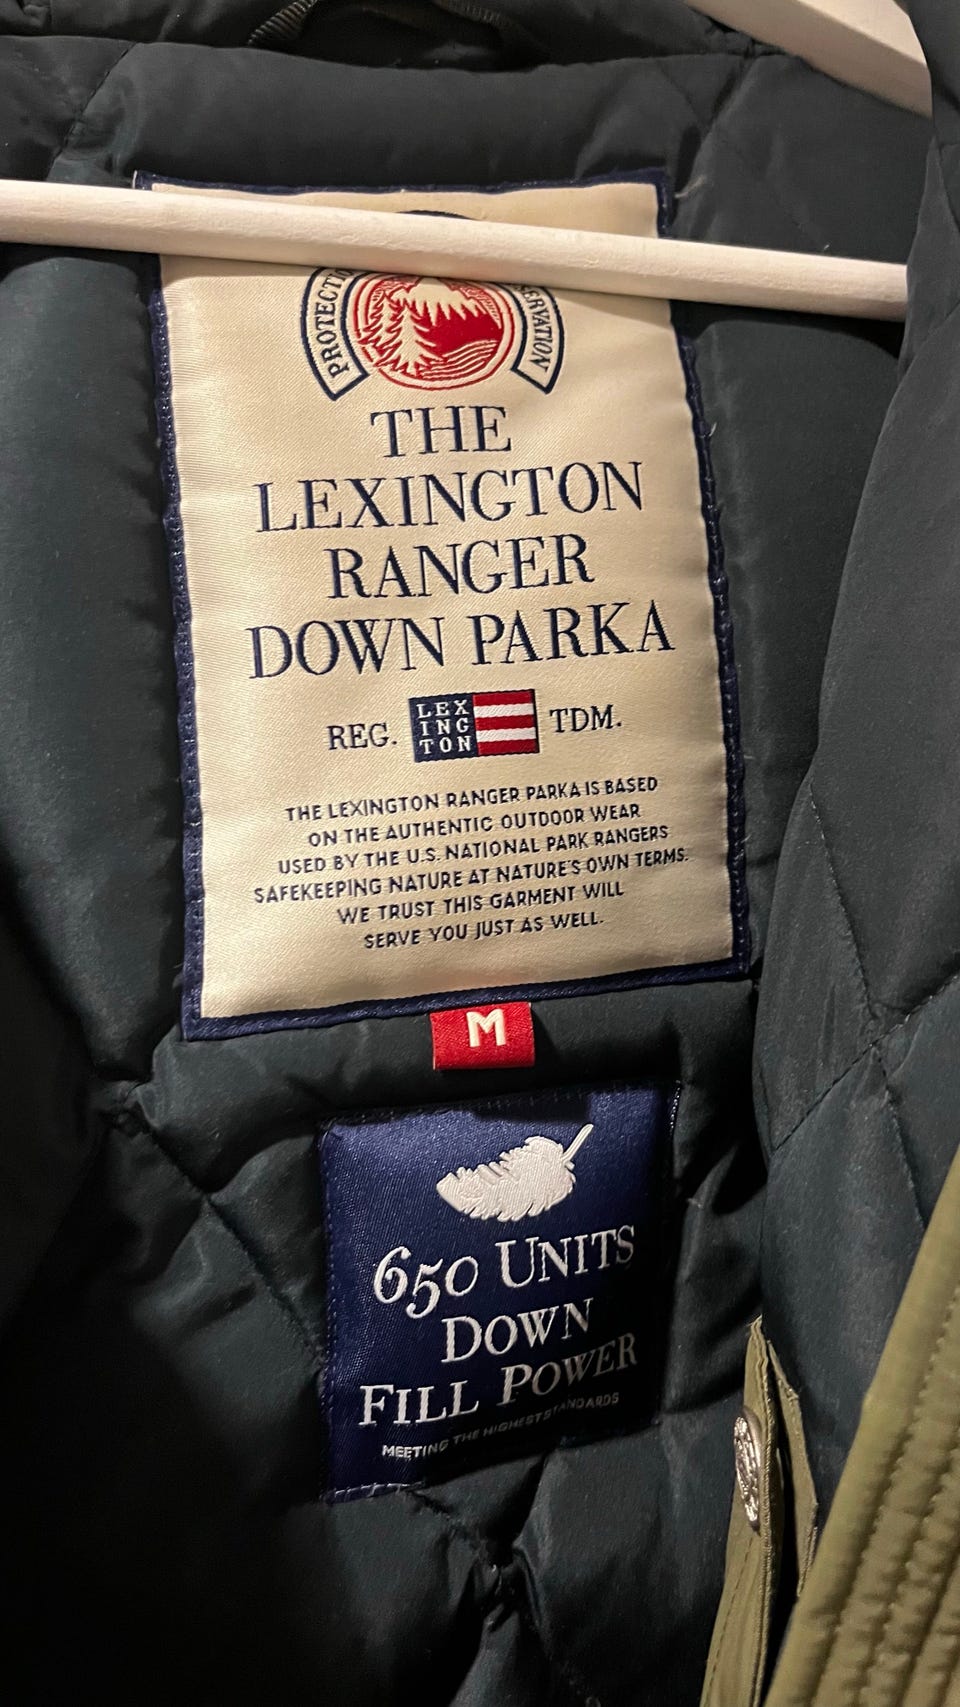 THE
LEXINGTON
RANGER
DOWN PARKA
REG.
LEX
ING
TON
TDM.
THE LEXINGTON RANGER PARKA IS BASED
ON THE AUTHENTIC OUTDOOR WEAR
USED BY THE U.S. NATIONAL PARK RANGERS
SAFEKEEPING NATURE AT NATURE'S OWN TERMS.
WE TRUST THIS GARMENT WILL
SERVE YOU JUST AS WELL.
M
650 UNITS
DOWN
FILL POWER
MEETING THE HIGHEST STANDARDS